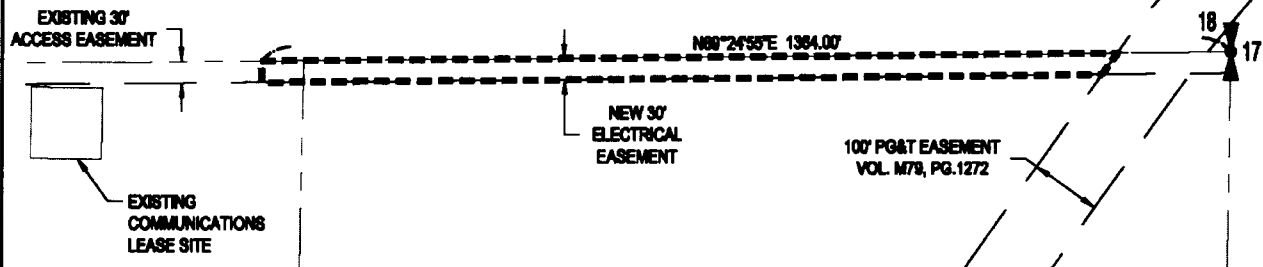 EXISTING 30'
ACCESS EASEMENT
N89°24'55"E 1364.00'
18
17
NEW 30'
ELECTRICAL
EASEMENT
100' PG&T EASEMENT
VOL. M79, PG.1272
EXISTING
COMMUNICATIONS
LEASE SITE